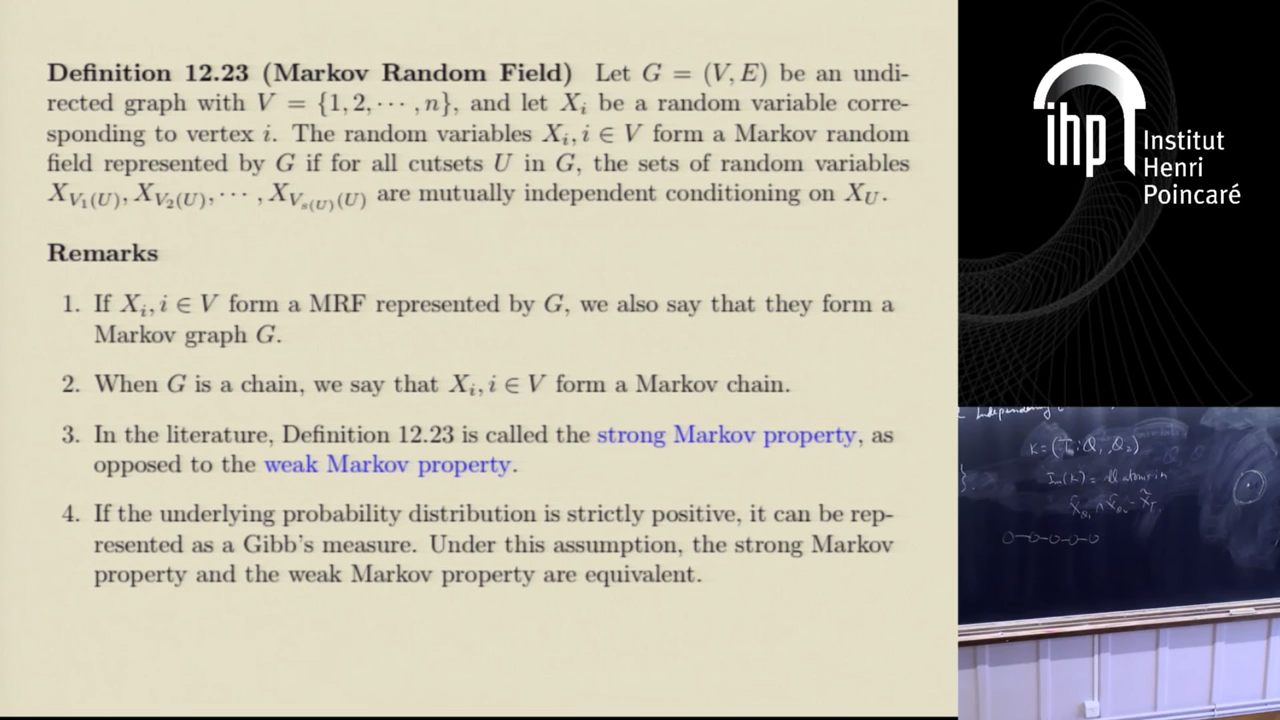 Definition 12.23 (Markov Random Field) Let G = (V, E) be an undi-
rected graph with V = {1, 2, ⋯ , n}, and let X_i be a random variable corre-
sponding to vertex i. The random variables X_i, i ∈ V form a Markov random
field represented by G if for all cutsets U in G, the sets of random variables
X_{V_1(U)}, X_{V_2(U)}, ⋯ , X_{V_{s(U)}(U)} are mutually independent conditioning on X_U.
Remarks
1. If X_i, i ∈ V form a MRF represented by G, we also say that they form a
Markov graph G.
2. When G is a chain, we say that X_i, i ∈ V form a Markov chain.
3. In the literature, Definition 12.23 is called the strong Markov property, as
opposed to the weak Markov property.
4. If the underlying probability distribution is strictly positive, it can be rep-
resented as a Gibb's measure. Under this assumption, the strong Markov
property and the weak Markov property are equivalent.
ihp
Institut
Henri
Poincaré
K = (T; Q_1, Q_2)
Im(K) = all atoms in